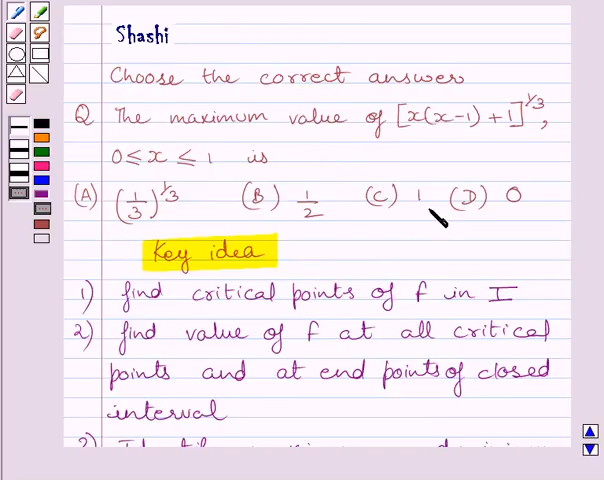 Shashi
Choose the correct answer
Q The maximum value of [x(x-1)+1]^1/3,
0≤x≤1 is
(A) (1/3)^1/3 (B) 1/2 (C) 1 (D) 0
Key idea
1) find critical points of f in I
2) find value of f at all critical
points and at end points of closed
interval